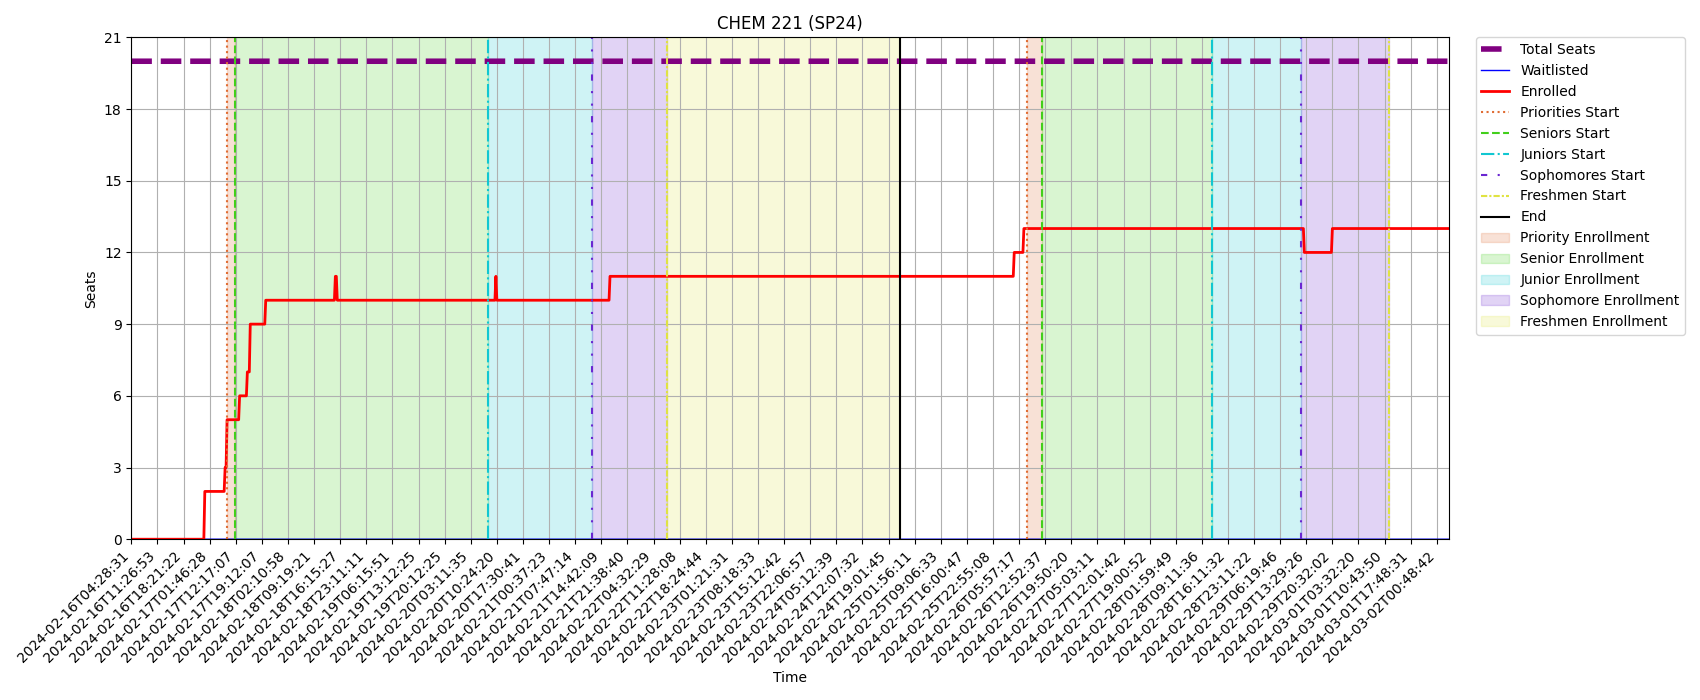 CHEM 221 (SP24)
21
18
15
12
9
6
3
0
Seats
2024-02-16T04:28:31
2024-02-16T11:26:53
2024-02-16T18:21:22
2024-02-17T01:46:28
2024-02-17T12:17:07
2024-02-17T19:12:07
2024-02-18T02:10:58
2024-02-18T09:19:21
2024-02-18T16:15:27
2024-02-18T23:11:11
2024-02-19T06:15:51
2024-02-19T13:12:25
2024-02-19T20:12:25
2024-02-20T03:11:35
2024-02-20T10:24:20
2024-02-20T17:30:41
2024-02-21T00:37:23
2024-02-21T07:47:14
2024-02-21T14:42:09
2024-02-21T21:38:40
2024-02-22T04:32:29
2024-02-22T11:28:08
2024-02-22T18:24:44
2024-02-23T01:21:31
2024-02-23T08:18:33
2024-02-23T15:12:42
2024-02-23T22:06:57
2024-02-24T05:12:39
2024-02-24T12:07:32
2024-02-24T19:01:45
2024-02-25T01:56:11
2024-02-25T09:06:33
2024-02-25T16:00:47
2024-02-25T22:55:08
2024-02-26T05:57:17
2024-02-26T12:52:37
2024-02-26T19:50:20
2024-02-27T05:03:11
2024-02-27T12:01:42
2024-02-27T19:00:52
2024-02-28T01:59:49
2024-02-28T09:11:36
2024-02-28T16:11:32
2024-02-28T23:11:22
2024-02-29T06:19:46
2024-02-29T13:29:26
2024-02-29T20:32:02
2024-03-01T03:32:20
2024-03-01T10:43:50
2024-03-01T17:48:31
2024-03-02T00:48:42
Time
Total Seats
Waitlisted
Enrolled
Priorities Start
Seniors Start
Juniors Start
Sophomores Start
Freshmen Start
End
Priority Enrollment
Senior Enrollment
Junior Enrollment
Sophomore Enrollment
Freshmen Enrollment